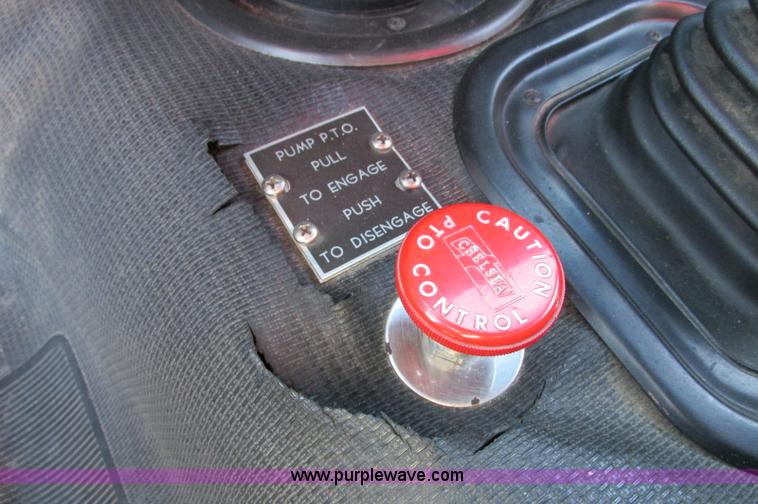 PUMP P.T.O.
PULL
TO ENGAGE
PUSH
TO DISENGAGE
CAUTION
PTO CONTROL
CHELSEA
www.purplewave.com